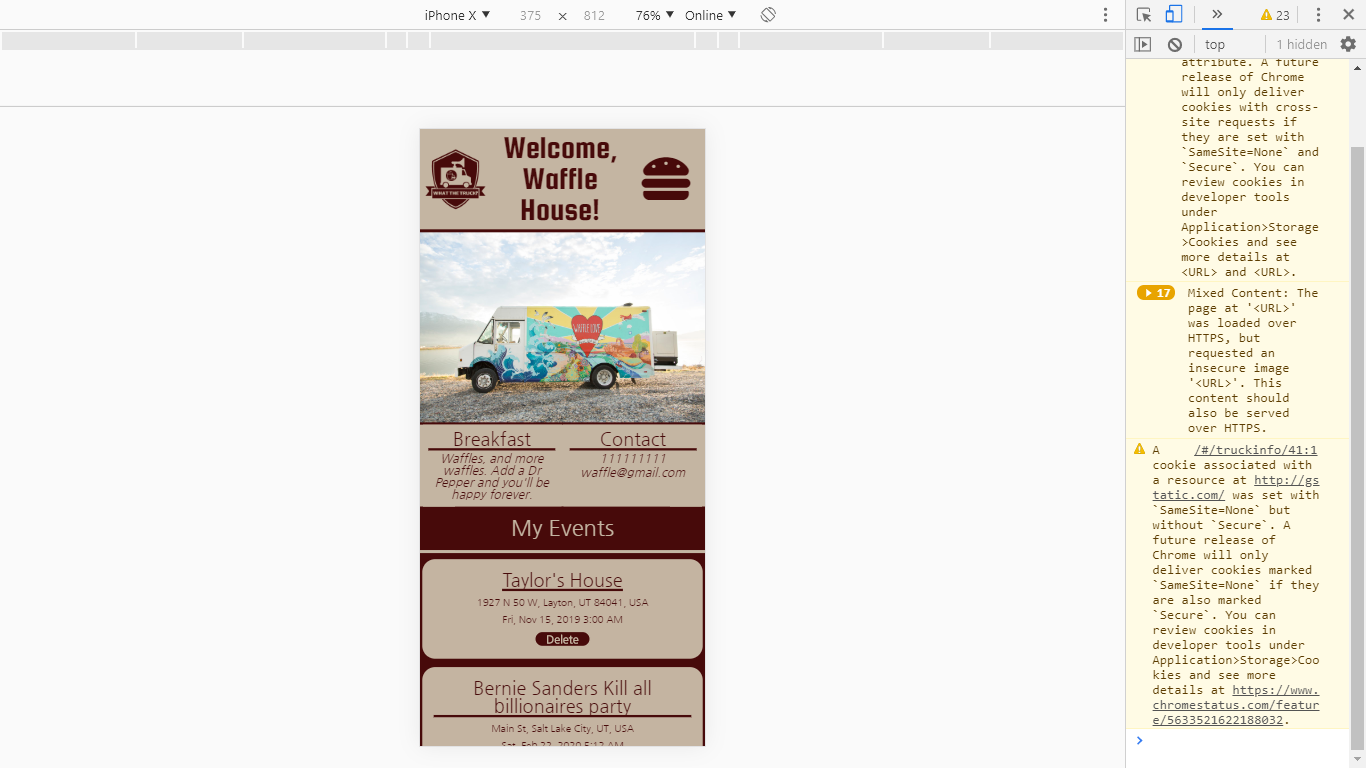 iPhone X 375 × 812 76% Online
23
top 1 hidden
attribute. A future
release of Chrome
will only deliver
cookies with cross-
site requests if
they are set with
`SameSite=None` and
`Secure`. You can
review cookies in
developer tools
under
Application>Storage
>Cookies and see
more details at
<URL> and <URL>.
17 Mixed Content: The
page at '<URL>'
was loaded over
HTTPS, but
requested an
insecure image
'<URL>'. This
content should
also be served
over HTTPS.
A /#/truckinfo/41:1
cookie associated with
a resource at http://gs
tatic.com/ was set with
`SameSite=None` but
without `Secure`. A
future release of
Chrome will only
deliver cookies marked
`SameSite=None` if they
are also marked
`Secure`. You can
review cookies in
developer tools under
Application>Storage>Coo
kies and see more
details at https://www.
chromestatus.com/featur
e/5633521622188032.
WHAT THE TRUCK?
Welcome,
Waffle
House!
WAFFLE LOVE
Breakfast
Waffles, and more
waffles. Add a Dr
Pepper and you'll be
happy forever.
Contact
111111111
waffle@gmail.com
My Events
Taylor's House
1927 N 50 W, Layton, UT 84041, USA
Fri, Nov 15, 2019 3:00 AM
Delete
Bernie Sanders Kill all
billionaires party
Main St, Salt Lake City, UT, USA
Sat, Feb 22, 2020 5:12 AM